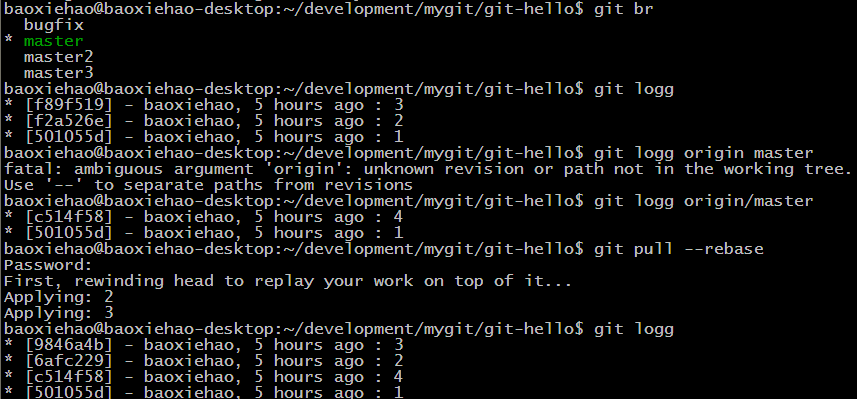 baoxiehao@baoxiehao-desktop:~/development/mygit/git-hello$ git br
  bugfix
* master
  master2
  master3
baoxiehao@baoxiehao-desktop:~/development/mygit/git-hello$ git logg
* [f89f519] - baoxiehao, 5 hours ago : 3
* [f2a526e] - baoxiehao, 5 hours ago : 2
* [501055d] - baoxiehao, 5 hours ago : 1
baoxiehao@baoxiehao-desktop:~/development/mygit/git-hello$ git logg origin master
fatal: ambiguous argument 'origin': unknown revision or path not in the working tree.
Use '--' to separate paths from revisions
baoxiehao@baoxiehao-desktop:~/development/mygit/git-hello$ git logg origin/master
* [c514f58] - baoxiehao, 5 hours ago : 4
* [501055d] - baoxiehao, 5 hours ago : 1
baoxiehao@baoxiehao-desktop:~/development/mygit/git-hello$ git pull --rebase
Password:
First, rewinding head to replay your work on top of it...
Applying: 2
Applying: 3
baoxiehao@baoxiehao-desktop:~/development/mygit/git-hello$ git logg
* [9846a4b] - baoxiehao, 5 hours ago : 3
* [6afc229] - baoxiehao, 5 hours ago : 2
* [c514f58] - baoxiehao, 5 hours ago : 4
* [501055d] - baoxiehao, 5 hours ago : 1